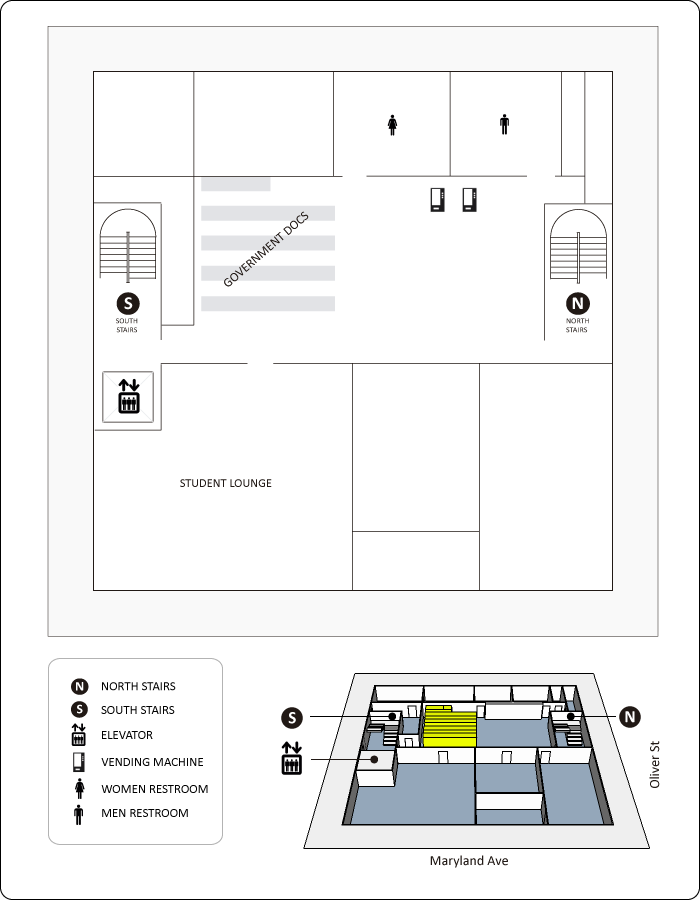 GOVERNMENT DOCS
S
SOUTH
STAIRS
N
NORTH
STAIRS
STUDENT LOUNGE
N NORTH STAIRS
S SOUTH STAIRS
ELEVATOR
VENDING MACHINE
WOMEN RESTROOM
MEN RESTROOM
S
N
Oliver St
Maryland Ave